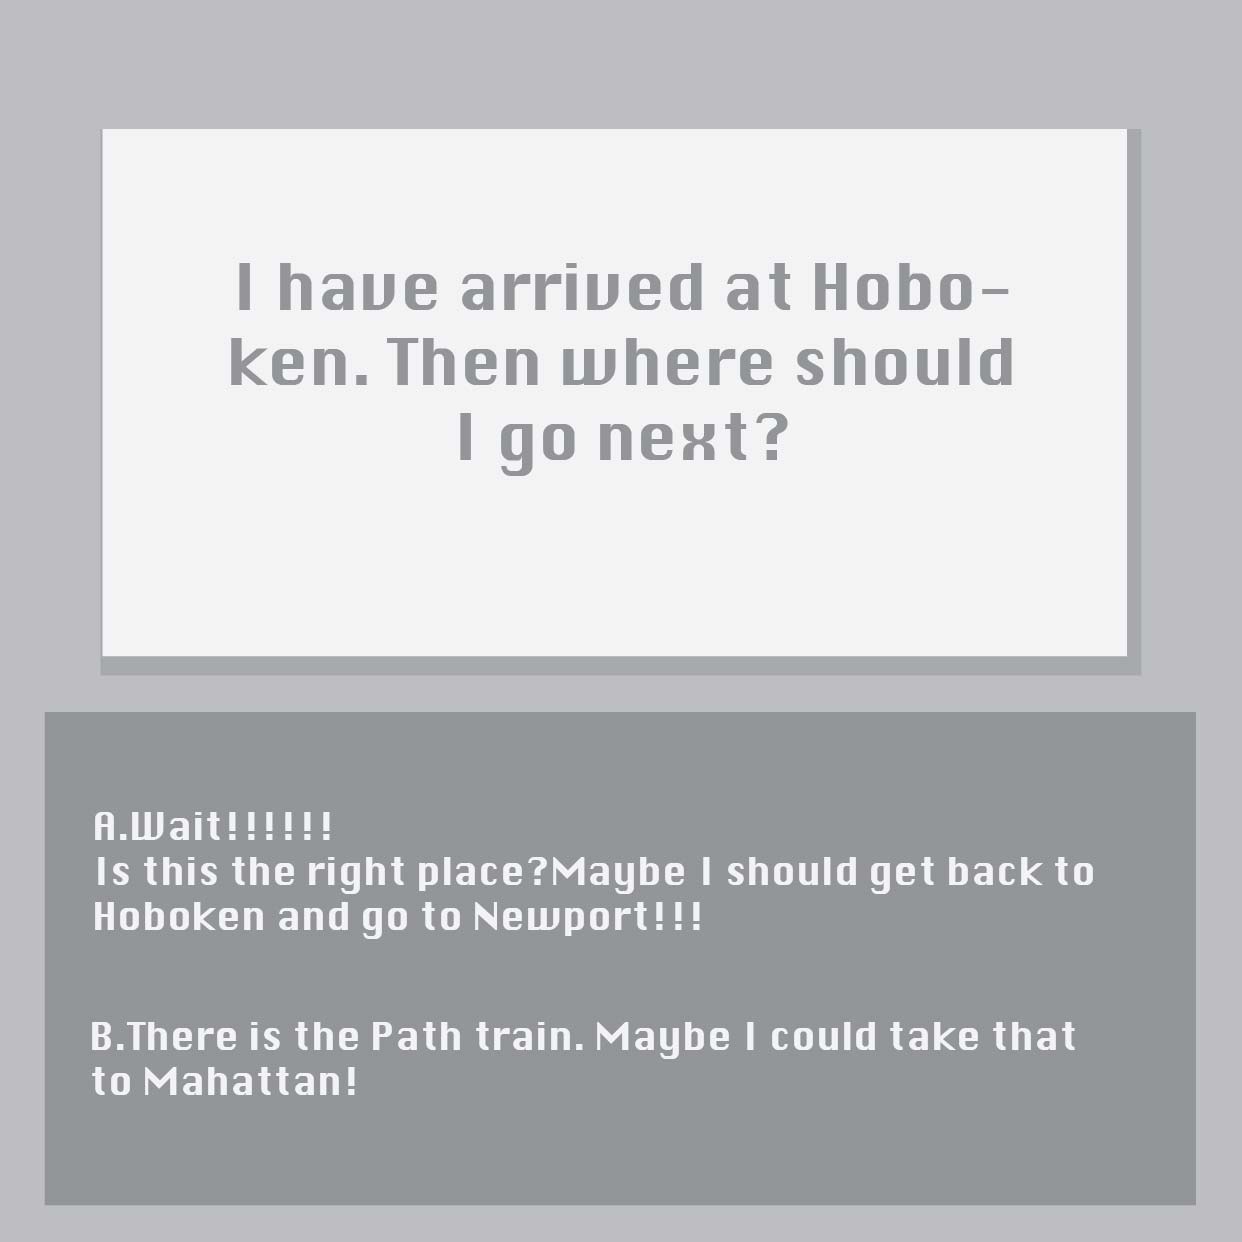 I have arrived at Hobo-
ken. Then where should
I go next?
A.Wait!!!!!!
Is this the right place?Maybe I should get back to
Hoboken and go to Newport!!!
B.There is the Path train. Maybe I could take that
to Mahattan!